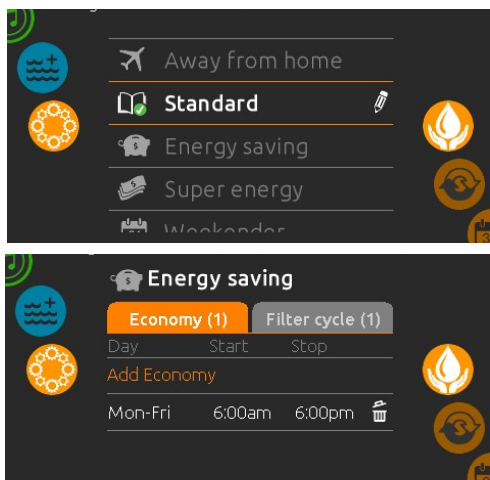 Away from home
Standard
Energy saving
Super energy
Weekender
Energy saving
Economy (1) Filter cycle (1)
Day Start Stop
Add Economy
Mon-Fri 6:00am 6:00pm